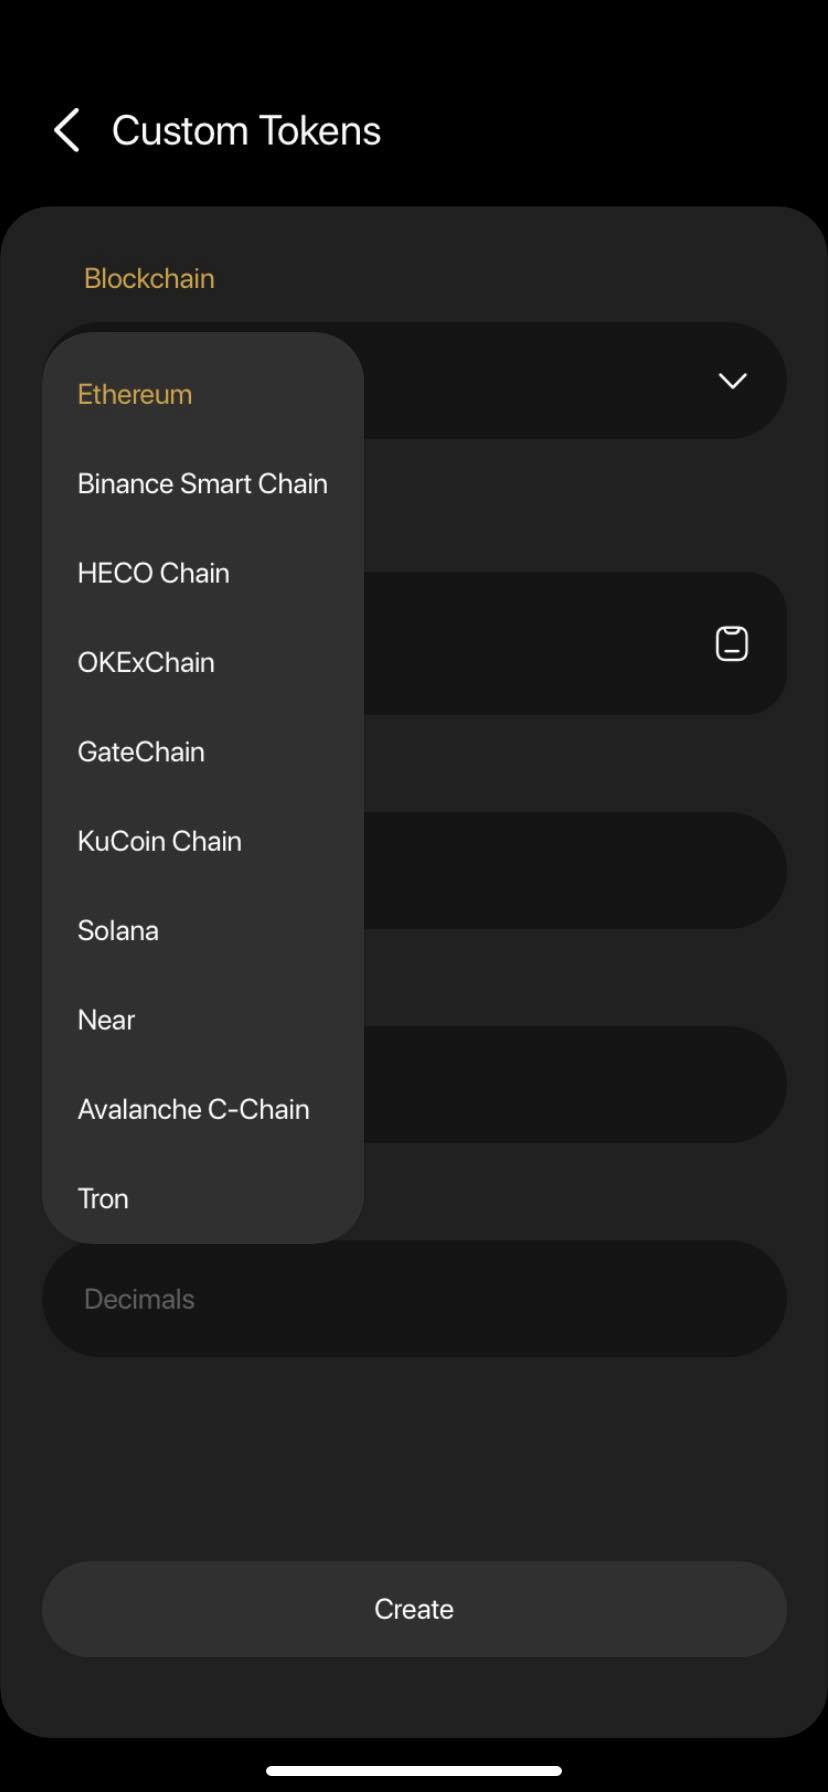 Custom Tokens
Blockchain
Ethereum
Binance Smart Chain
HECO Chain
OKExChain
GateChain
KuCoin Chain
Solana
Near
Avalanche C-Chain
Tron
Decimals
Create